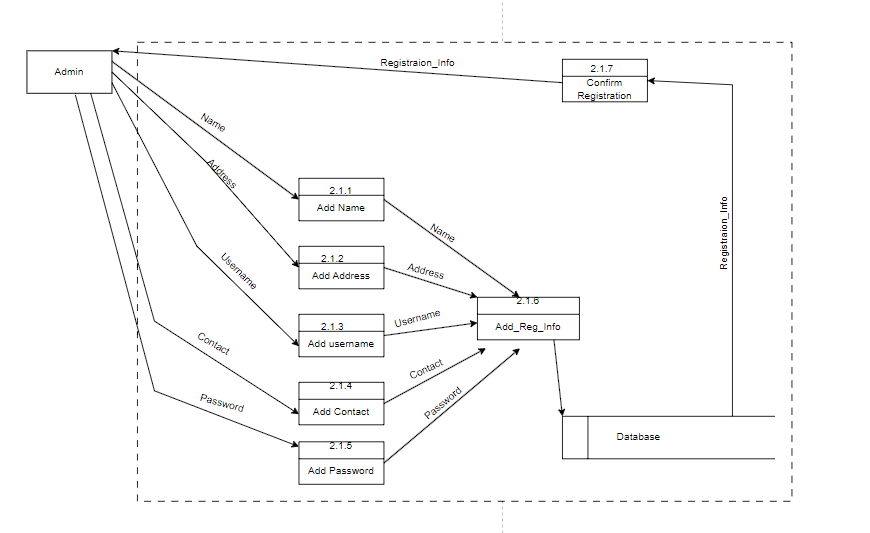 Registraion_Info
Admin
2.1.7
Confirm
Registration
Name
Address
2.1.1
Add Name
Name
Registraion_Info
Username
2.1.2
Add Address
Address
2.1.6
Add_Reg_Info
2.1.3
Add username
Username
Contact
2.1.4
Add Contact
Contact
Password
2.1.5
Add Password
Password
Database